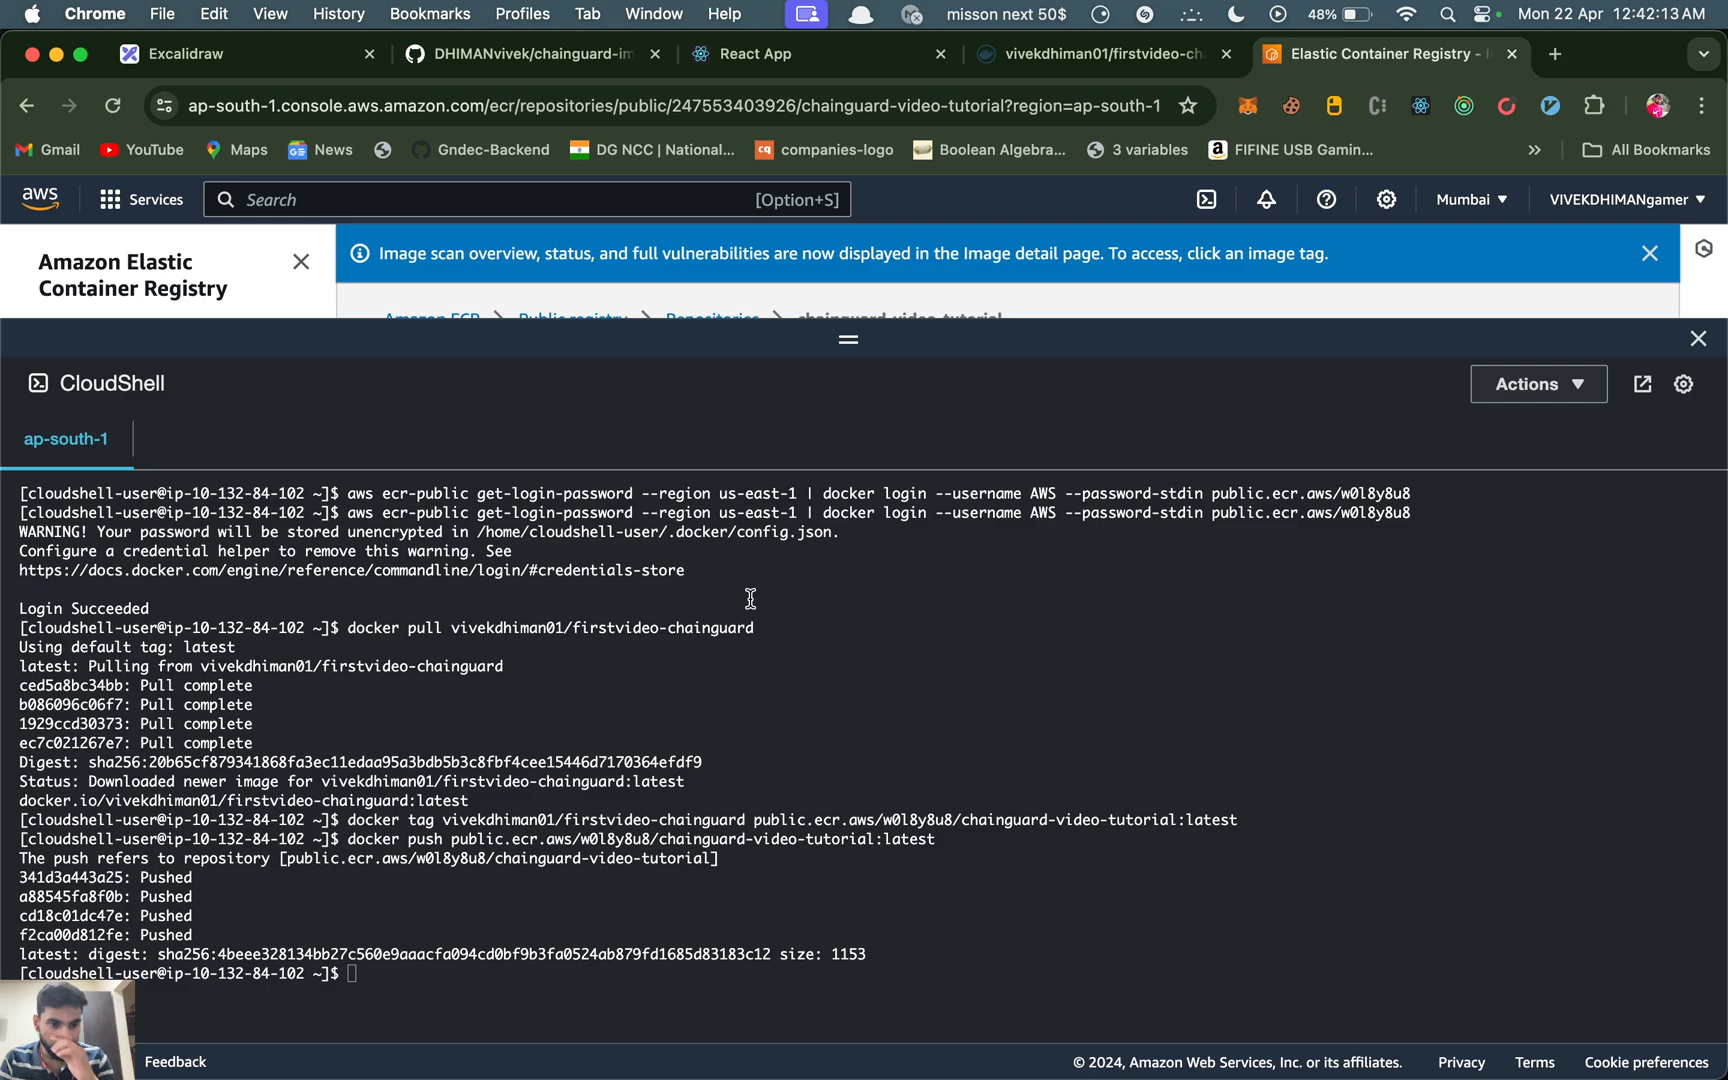 Chrome File Edit View History Bookmarks Profiles Tab Window Help misson next 50$ 48% Mon 22 Apr 12:42:13 AM
Excalidraw DHIMANvivek/chainguard-im React App vivekdhiman01/firstvideo-ch Elastic Container Registry - I
ap-south-1.console.aws.amazon.com/ecr/repositories/public/247553403926/chainguard-video-tutorial?region=ap-south-1
Gmail YouTube Maps News Gndec-Backend DG NCC | National... companies-logo Boolean Algebra... 3 variables FIFINE USB Gamin... All Bookmarks
aws Services Search [Option+S] Mumbai VIVEKDHIMANgamer
Amazon Elastic
Container Registry
Image scan overview, status, and full vulnerabilities are now displayed in the Image detail page. To access, click an image tag.
Amazon ECR Public registry Repositories chainguard-video-tutorial
CloudShell Actions
ap-south-1
[cloudshell-user@ip-10-132-84-102 ~]$ aws ecr-public get-login-password --region us-east-1 | docker login --username AWS --password-stdin public.ecr.aws/w0l8y8u8
[cloudshell-user@ip-10-132-84-102 ~]$ aws ecr-public get-login-password --region us-east-1 | docker login --username AWS --password-stdin public.ecr.aws/w0l8y8u8
WARNING! Your password will be stored unencrypted in /home/cloudshell-user/.docker/config.json.
Configure a credential helper to remove this warning. See
https://docs.docker.com/engine/reference/commandline/login/#credentials-store
Login Succeeded
[cloudshell-user@ip-10-132-84-102 ~]$ docker pull vivekdhiman01/firstvideo-chainguard
Using default tag: latest
latest: Pulling from vivekdhiman01/firstvideo-chainguard
ced5a8bc34bb: Pull complete
b086096c06f7: Pull complete
1929ccd30373: Pull complete
ec7c021267e7: Pull complete
Digest: sha256:20b65cf879341868fa3ec11edaa95a3bdb5b3c8fbf4cee15446d7170364efdf9
Status: Downloaded newer image for vivekdhiman01/firstvideo-chainguard:latest
docker.io/vivekdhiman01/firstvideo-chainguard:latest
[cloudshell-user@ip-10-132-84-102 ~]$ docker tag vivekdhiman01/firstvideo-chainguard public.ecr.aws/w0l8y8u8/chainguard-video-tutorial:latest
[cloudshell-user@ip-10-132-84-102 ~]$ docker push public.ecr.aws/w0l8y8u8/chainguard-video-tutorial:latest
The push refers to repository [public.ecr.aws/w0l8y8u8/chainguard-video-tutorial]
341d3a443a25: Pushed
a88545fa8f0b: Pushed
cd18c01dc47e: Pushed
f2ca00d812fe: Pushed
latest: digest: sha256:4beee328134bb27c560e9aaacfa094cd0bf9b3fa0524ab879fd1685d83183c12 size: 1153
[cloudshell-user@ip-10-132-84-102 ~]$
Feedback © 2024, Amazon Web Services, Inc. or its affiliates. Privacy Terms Cookie preferences